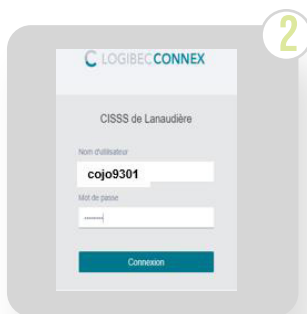 2
LOGIBECCONNEX
CISSS de Lanaudière
Nom d'utilisateur
cojo9301
Mot de passe
........
Connexion